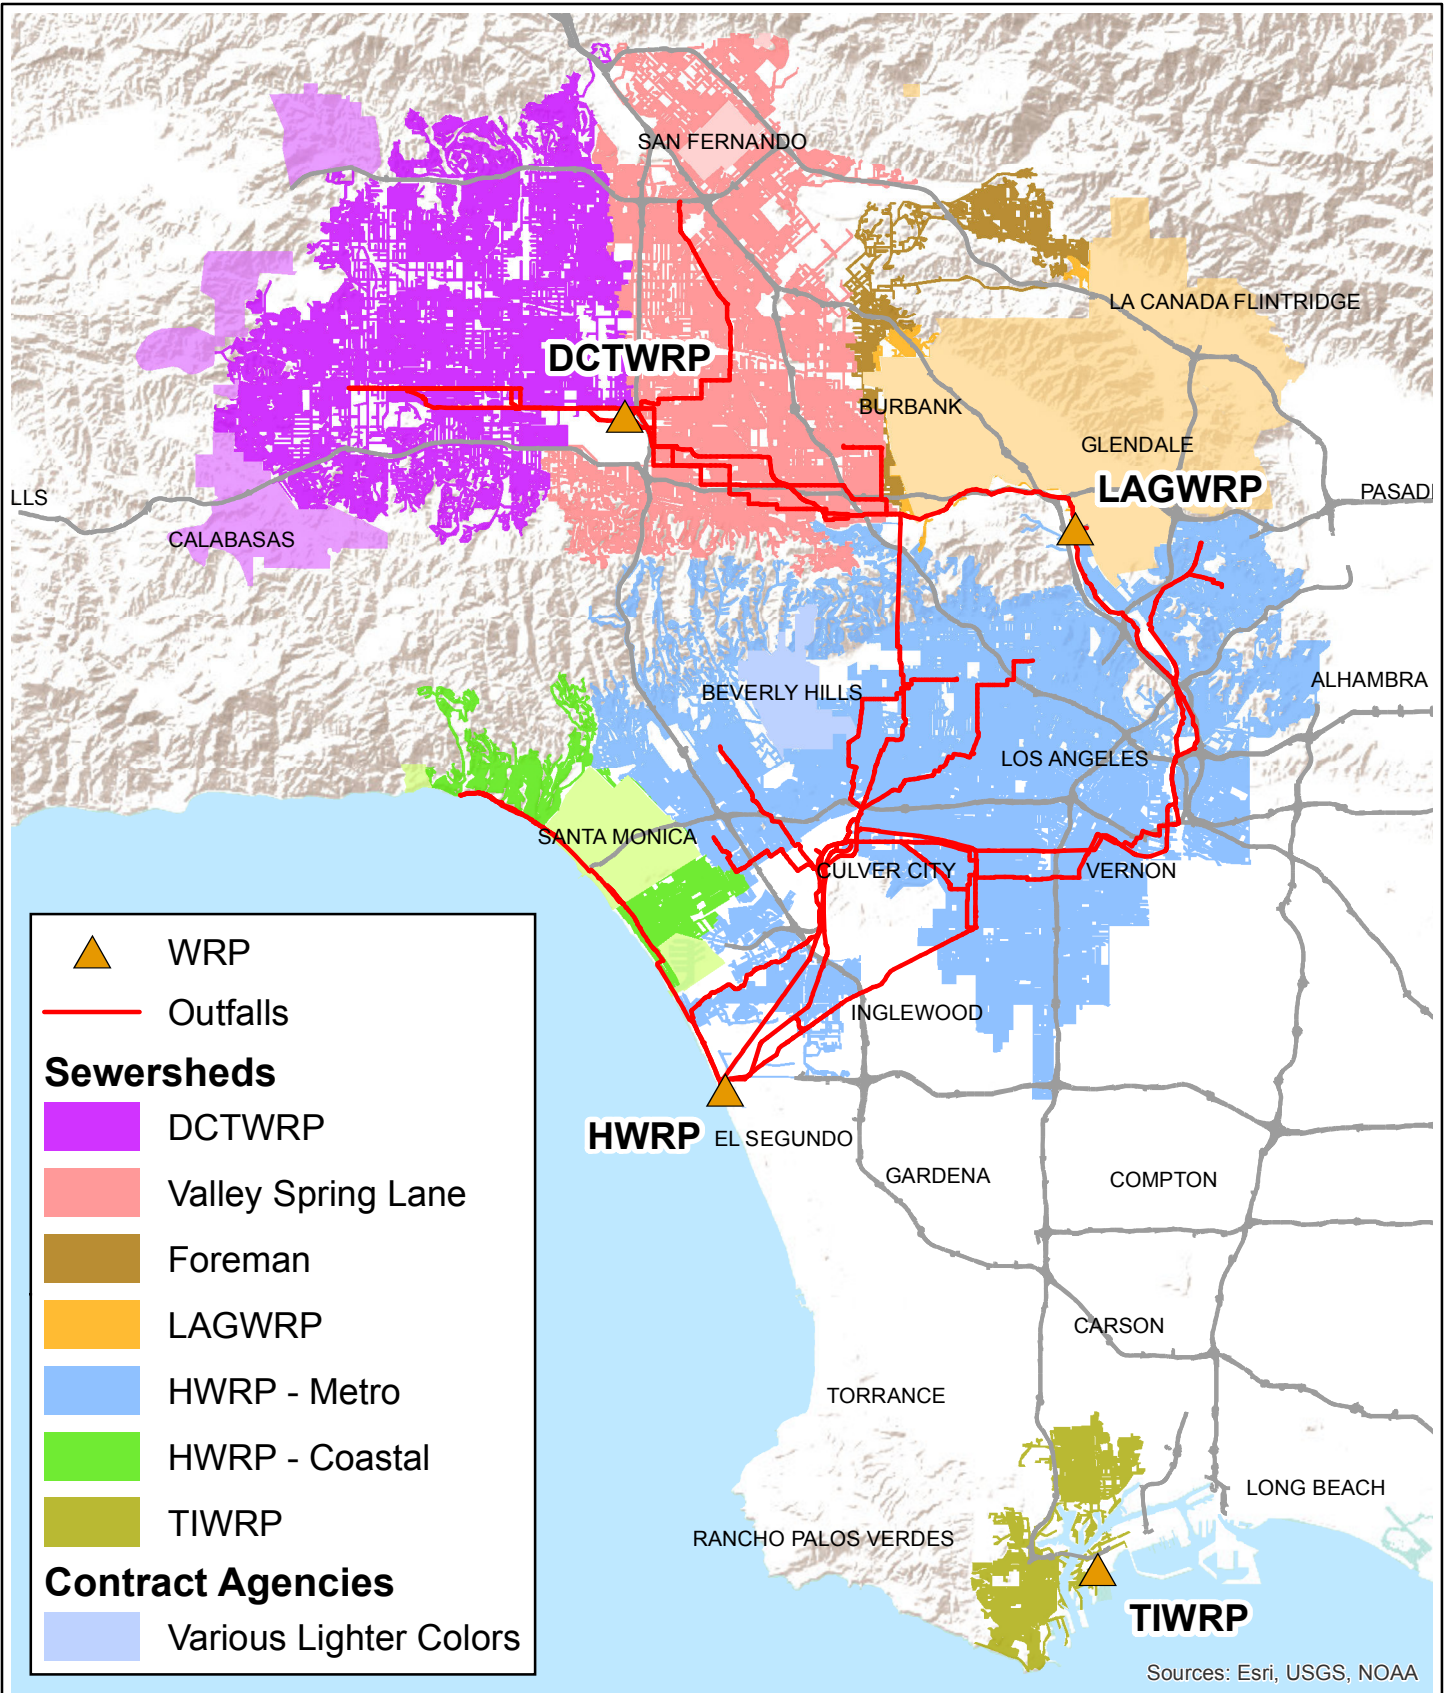 SAN FERNANDO
LA CANADA FLINTRIDGE
DCTWRP
BURBANK
GLENDALE
LAGWRP
PASADI
LLS
CALABASAS
ALHAMBRA
BEVERLY HILLS
LOS ANGELES
SANTA MONICA
CULVER CITY
VERNON
INGLEWOOD
HWRP
EL SEGUNDO
GARDENA
COMPTON
CARSON
TORRANCE
LONG BEACH
RANCHO PALOS VERDES
TIWRP
WRP
Outfalls
Sewersheds
DCTWRP
Valley Spring Lane
Foreman
LAGWRP
HWRP - Metro
HWRP - Coastal
TIWRP
Contract Agencies
Various Lighter Colors
Sources: Esri, USGS, NOAA